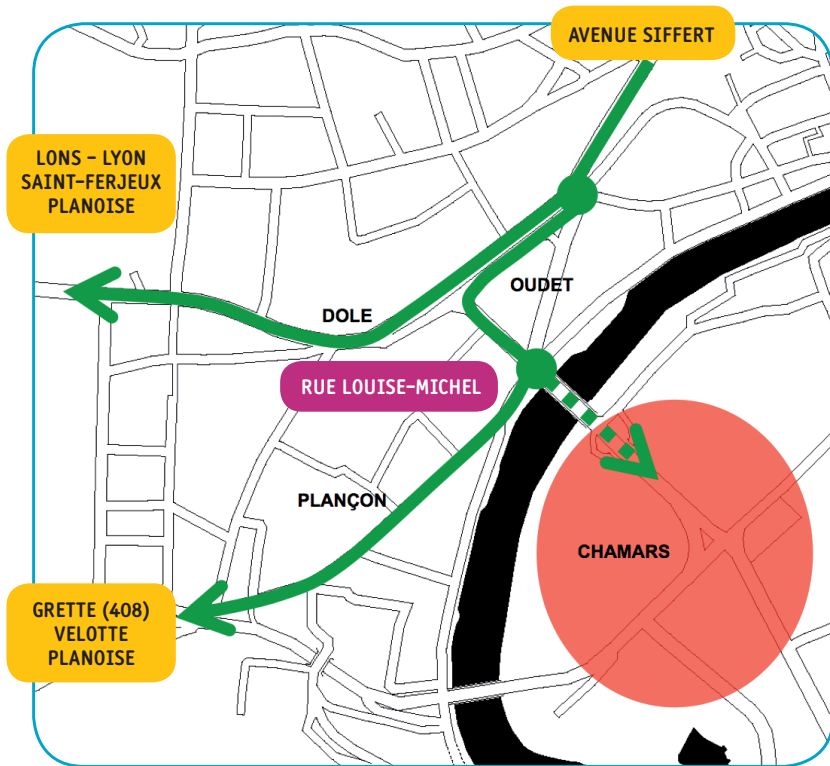 AVENUE SIFFERT
LONS – LYON
SAINT-FERJEUX
PLANOISE
OUDET
DOLE
RUE LOUISE-MICHEL
PLANÇON
CHAMARS
GRETTE (408)
VELOTTE
PLANOISE